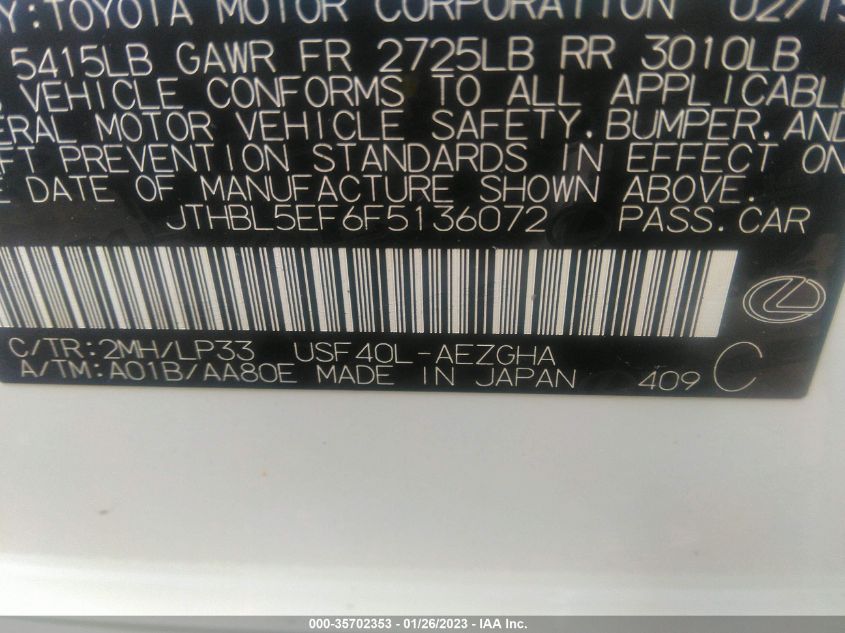 Y:TOYOTA MOTOR CORPORATION 02/15
5415LB GAWR FR 2725LB RR 3010LB
VEHICLE CONFORMS TO ALL APPLICABLE
ERAL MOTOR VEHICLE SAFETY.BUMPER.AND
FT PREVENTION STANDARDS IN EFFECT ON
E DATE OF MANUFACTURE SHOWN ABOVE.
JTHBL5EF6F5136072 PASS.CAR
C/TR:2MH/LP33 USF40L-AEZGHA
A/TM:A01B/AA80E MADE IN JAPAN 409 C
000-35702353 - 01/26/2023 - IAA Inc.